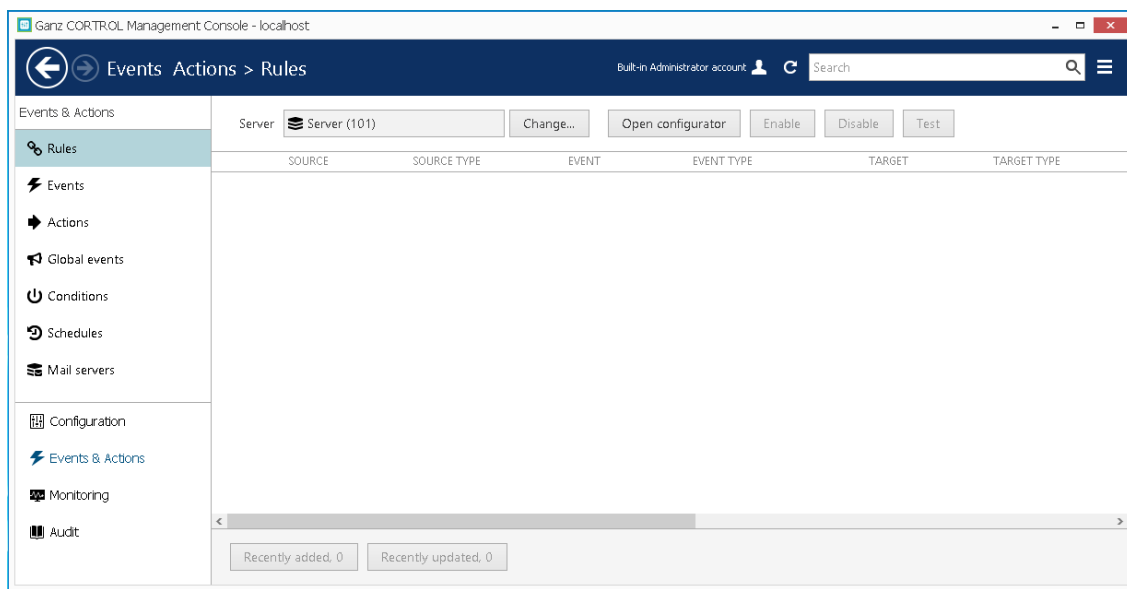 Ganz CORTROL Management Console - localhost
Events Actions > Rules
Built-in Administrator account
Search
Events & Actions
Server
Server (101)
Change...
Open configurator
Enable
Disable
Test
Rules
SOURCE
SOURCE TYPE
EVENT
EVENT TYPE
TARGET
TARGET TYPE
Events
Actions
Global events
Conditions
Schedules
Mail servers
Configuration
Events & Actions
Monitoring
Audit
Recently added, 0
Recently updated, 0